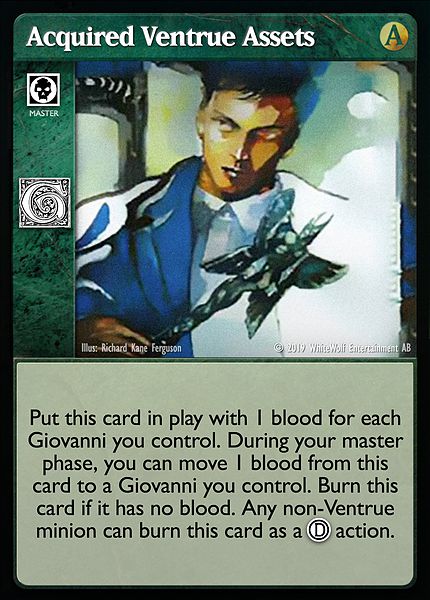 Acquired Ventrue Assets
A
MASTER
G
Illus: Richard Kane Ferguson
© 2019 WhiteWolf Entertainment AB
Put this card in play with 1 blood for each
Giovanni you control. During your master
phase, you can move 1 blood from this
card to a Giovanni you control. Burn this
card if it has no blood. Any non-Ventrue
minion can burn this card as a Ⓓ action.